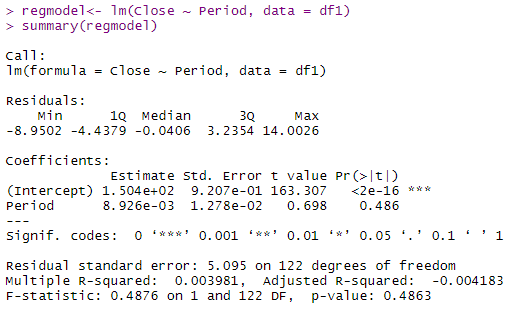 > regmodel<- lm(Close ~ Period, data = df1)
> summary(regmodel)

Call:
lm(formula = Close ~ Period, data = df1)

Residuals:
    Min      1Q  Median      3Q     Max
-8.9502 -4.4379 -0.0406  3.2354 14.0026

Coefficients:
             Estimate Std. Error t value Pr(>|t|)
(Intercept) 1.504e+02  9.207e-01 163.307   <2e-16 ***
Period      8.926e-03  1.278e-02   0.698    0.486
---
Signif. codes:  0 ‘***’ 0.001 ‘**’ 0.01 ‘*’ 0.05 ‘.’ 0.1 ‘ ’ 1

Residual standard error: 5.095 on 122 degrees of freedom
Multiple R-squared:  0.003981,  Adjusted R-squared:  -0.004183
F-statistic: 0.4876 on 1 and 122 DF,  p-value: 0.4863